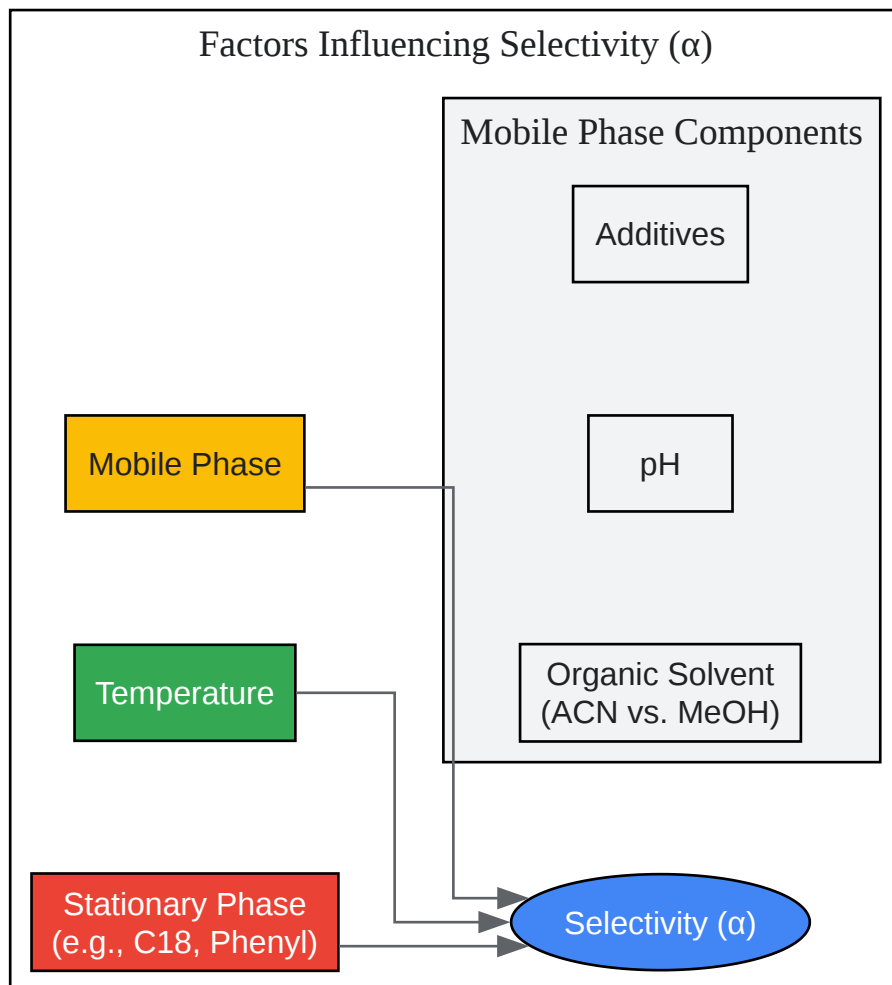 Factors Influencing Selectivity (α)
Mobile Phase Components
Additives
Mobile Phase
pH
Temperature
Organic Solvent
(ACN vs. MeOH)
Stationary Phase
(e.g., C18, Phenyl)
Selectivity (α)